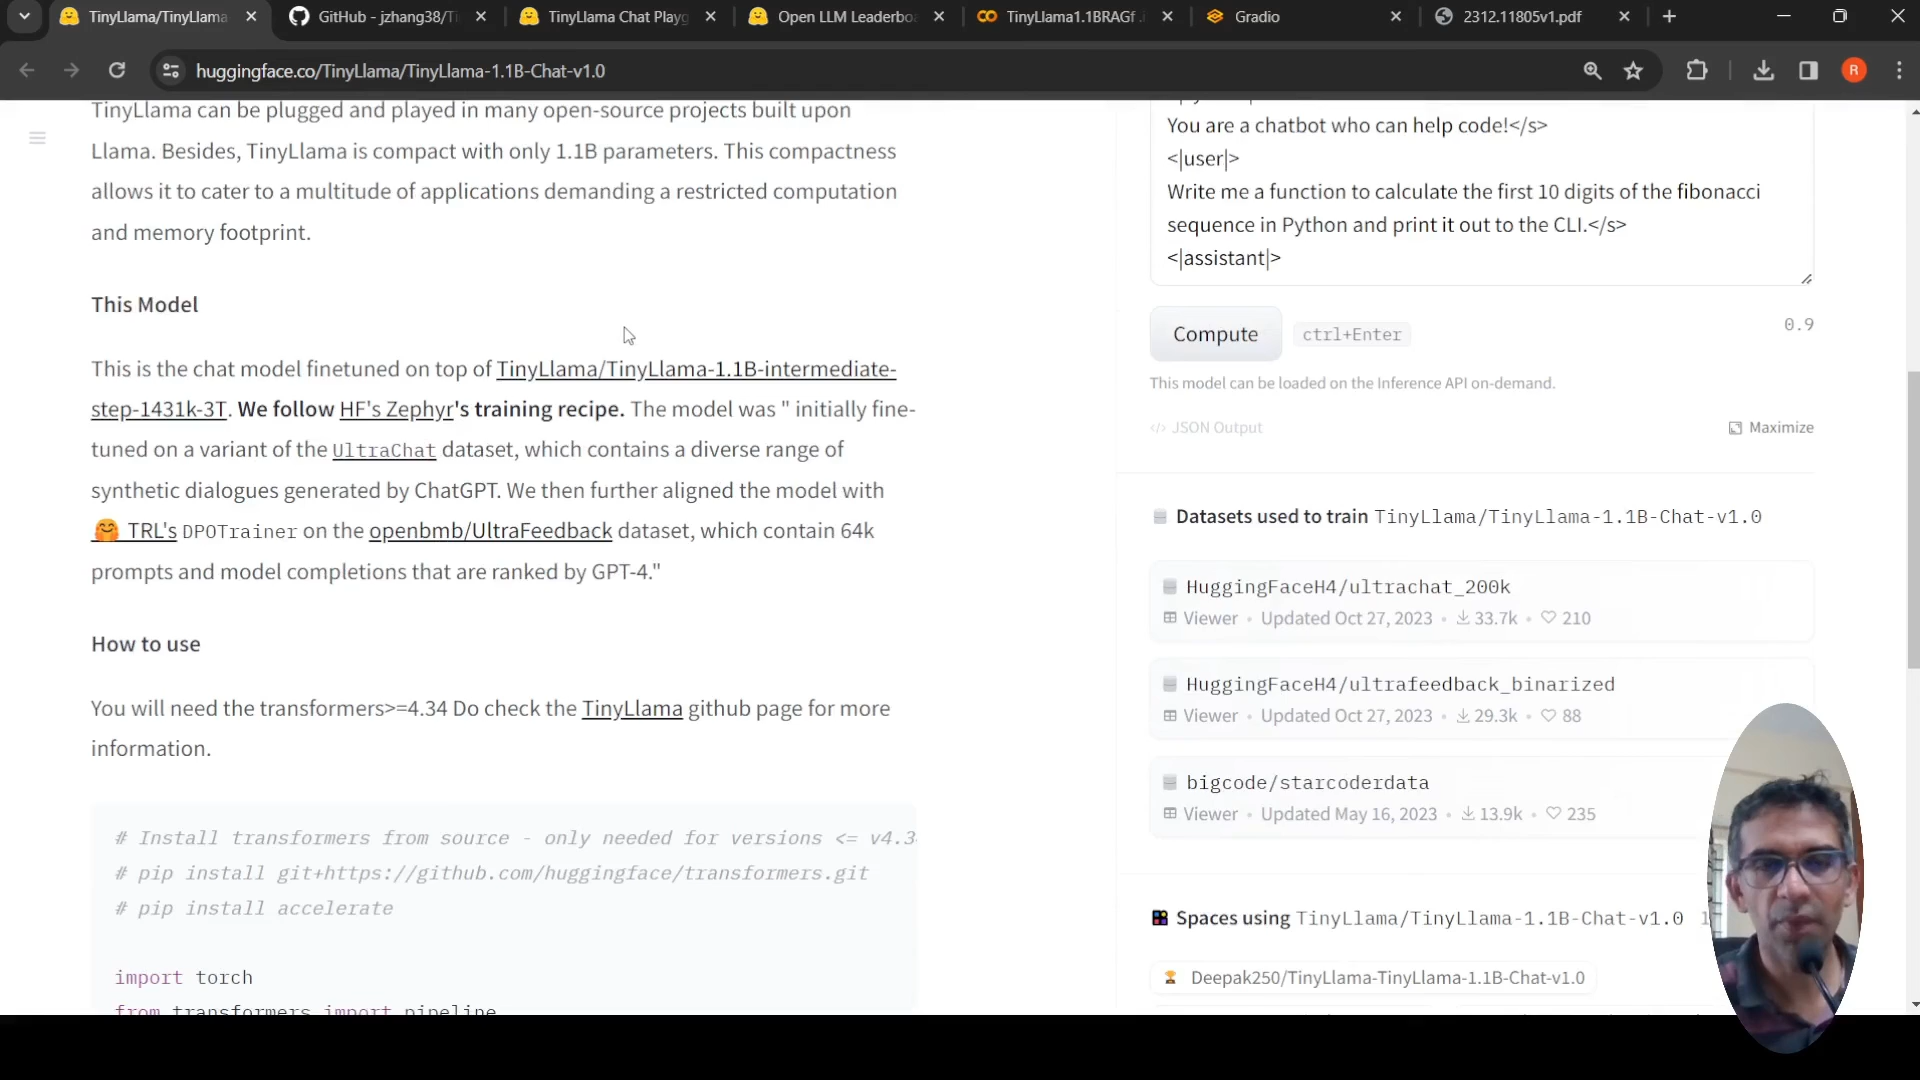 TinyLlama/TinyLlama
GitHub - jzhang38/Ti
TinyLlama Chat Playg
Open LLM Leaderboa
TinyLlama1.1BRAGf
Gradio
2312.11805v1.pdf
huggingface.co/TinyLlama/TinyLlama-1.1B-Chat-v1.0
R
TinyLlama can be plugged and played in many open-source projects built upon
Llama. Besides, TinyLlama is compact with only 1.1B parameters. This compactness
allows it to cater to a multitude of applications demanding a restricted computation
and memory footprint.
This Model
This is the chat model finetuned on top of TinyLlama/TinyLlama-1.1B-intermediate-
step-1431k-3T. We follow HF's Zephyr's training recipe. The model was " initially fine-
tuned on a variant of the UltraChat dataset, which contains a diverse range of
synthetic dialogues generated by ChatGPT. We then further aligned the model with
🤗 TRL's DPOTrainer on the openbmb/UltraFeedback dataset, which contain 64k
prompts and model completions that are ranked by GPT-4."
How to use
You will need the transformers>=4.34 Do check the TinyLlama github page for more
information.
# Install transformers from source - only needed for versions <= v4.3
# pip install git+https://github.com/huggingface/transformers.git
# pip install accelerate
import torch
from transformers import pipeline
You are a chatbot who can help code!</s>
<|user|>
Write me a function to calculate the first 10 digits of the fibonacci
sequence in Python and print it out to the CLI.</s>
<|assistant|>
Compute ctrl+Enter 0.9
This model can be loaded on the Inference API on-demand.
</> JSON Output Maximize
Datasets used to train TinyLlama/TinyLlama-1.1B-Chat-v1.0
HuggingFaceH4/ultrachat_200k
Viewer • Updated Oct 27, 2023 • 33.7k • 210
HuggingFaceH4/ultrafeedback_binarized
Viewer • Updated Oct 27, 2023 • 29.3k • 88
bigcode/starcoderdata
Viewer • Updated May 16, 2023 • 13.9k • 235
Spaces using TinyLlama/TinyLlama-1.1B-Chat-v1.0
Deepak250/TinyLlama-TinyLlama-1.1B-Chat-v1.0